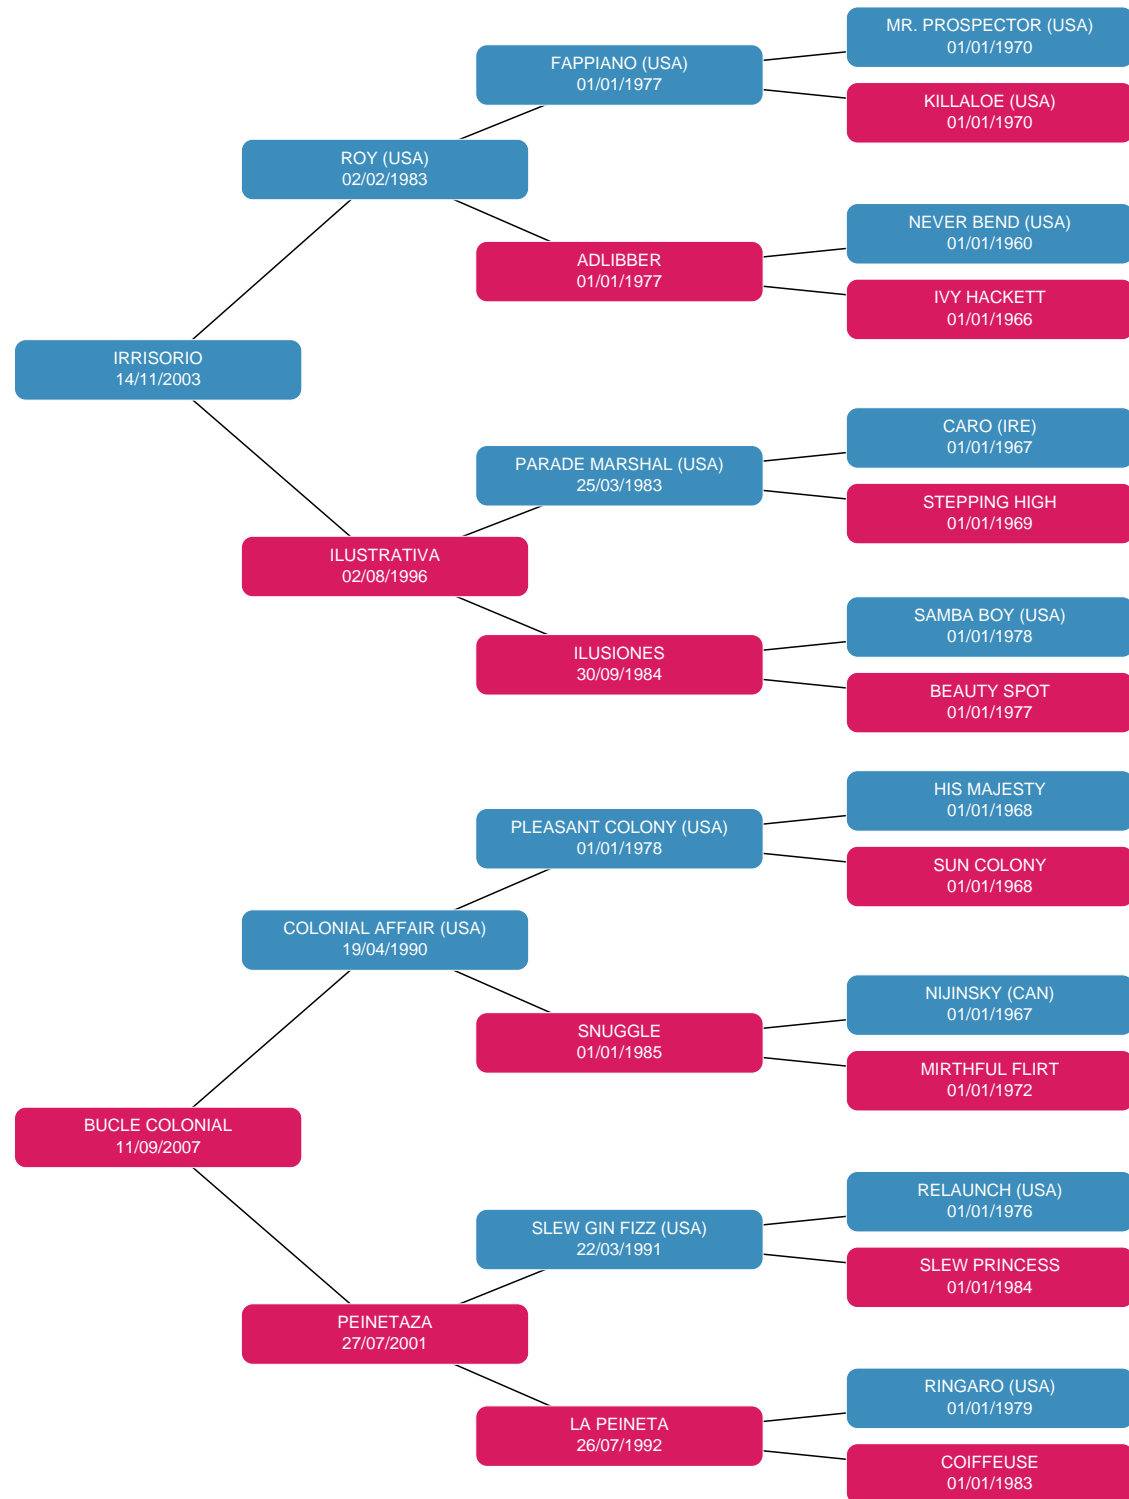 MR. PROSPECTOR (USA)
01/01/1970
FAPPIANO (USA)
01/01/1977
KILLALOE (USA)
01/01/1970
ROY (USA)
02/02/1983
NEVER BEND (USA)
01/01/1960
ADLIBBER
01/01/1977
IVY HACKETT
01/01/1966
IRRISORIO
14/11/2003
CARO (IRE)
01/01/1967
PARADE MARSHAL (USA)
25/03/1983
STEPPING HIGH
01/01/1969
ILUSTRATIVA
02/08/1996
SAMBA BOY (USA)
01/01/1978
ILUSIONES
30/09/1984
BEAUTY SPOT
01/01/1977
HIS MAJESTY
01/01/1968
PLEASANT COLONY (USA)
01/01/1978
SUN COLONY
01/01/1968
COLONIAL AFFAIR (USA)
19/04/1990
NIJINSKY (CAN)
01/01/1967
SNUGGLE
01/01/1985
MIRTHFUL FLIRT
01/01/1972
BUCLE COLONIAL
11/09/2007
RELAUNCH (USA)
01/01/1976
SLEW GIN FIZZ (USA)
22/03/1991
SLEW PRINCESS
01/01/1984
PEINETAZA
27/07/2001
RINGARO (USA)
01/01/1979
LA PEINETA
26/07/1992
COIFFEUSE
01/01/1983